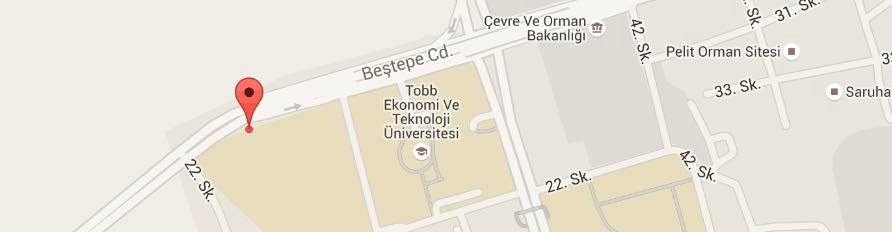 31. Sk.
Çevre Ve Orman
Bakanlığı
42. Sk.
Pelit Orman Sitesi
Beştepe Cd.
33. Sk.
Saruha
Tobb
Ekonomi Ve
Teknoloji
Üniversitesi
42. Sk.
22. Sk.
22. Sk.